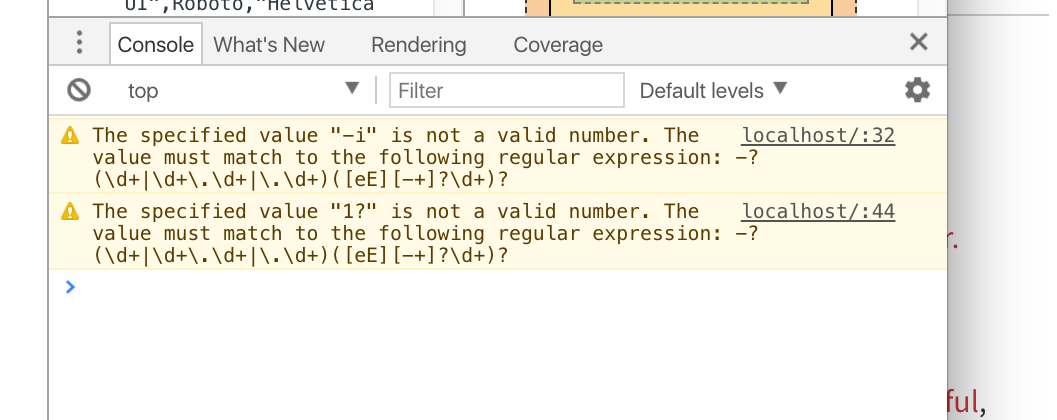 UI",Roboto,"Helvetica
Console What's New Rendering Coverage
top Filter Default levels
The specified value "-i" is not a valid number. The localhost/:32
value must match to the following regular expression: -?
(\d+|\d+\.\d+|\.\d+)([eE][-+]?\d+)?
The specified value "1?" is not a valid number. The localhost/:44
value must match to the following regular expression: -?
(\d+|\d+\.\d+|\.\d+)([eE][-+]?\d+)?
r.
ful,